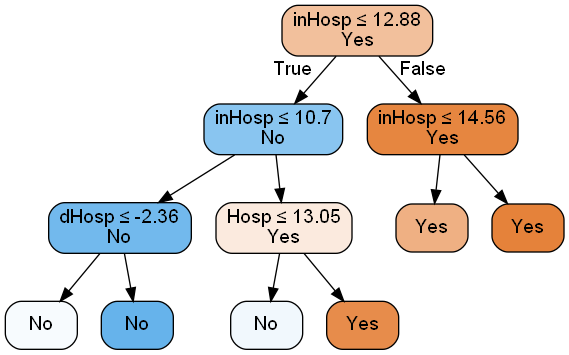 inHosp ≤ 12.88
Yes
True
False
inHosp ≤ 10.7
No
inHosp ≤ 14.56
Yes
dHosp ≤ -2.36
No
Hosp ≤ 13.05
Yes
Yes
Yes
No
No
No
Yes